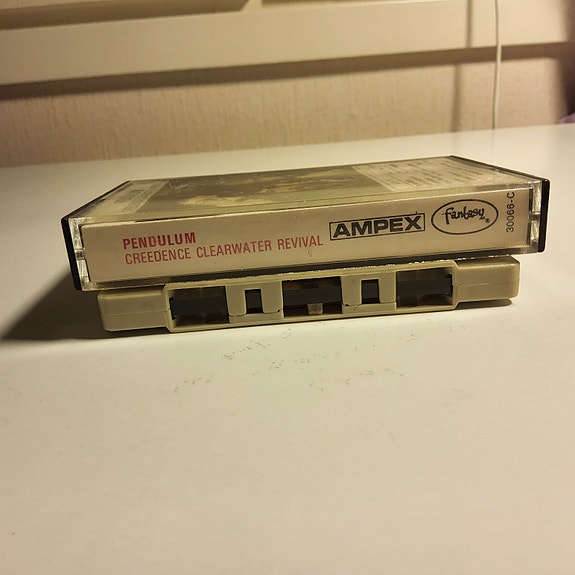 PENDULUM
CREEDENCE CLEARWATER REVIVAL
AMPEX
Fantasy
30066-C